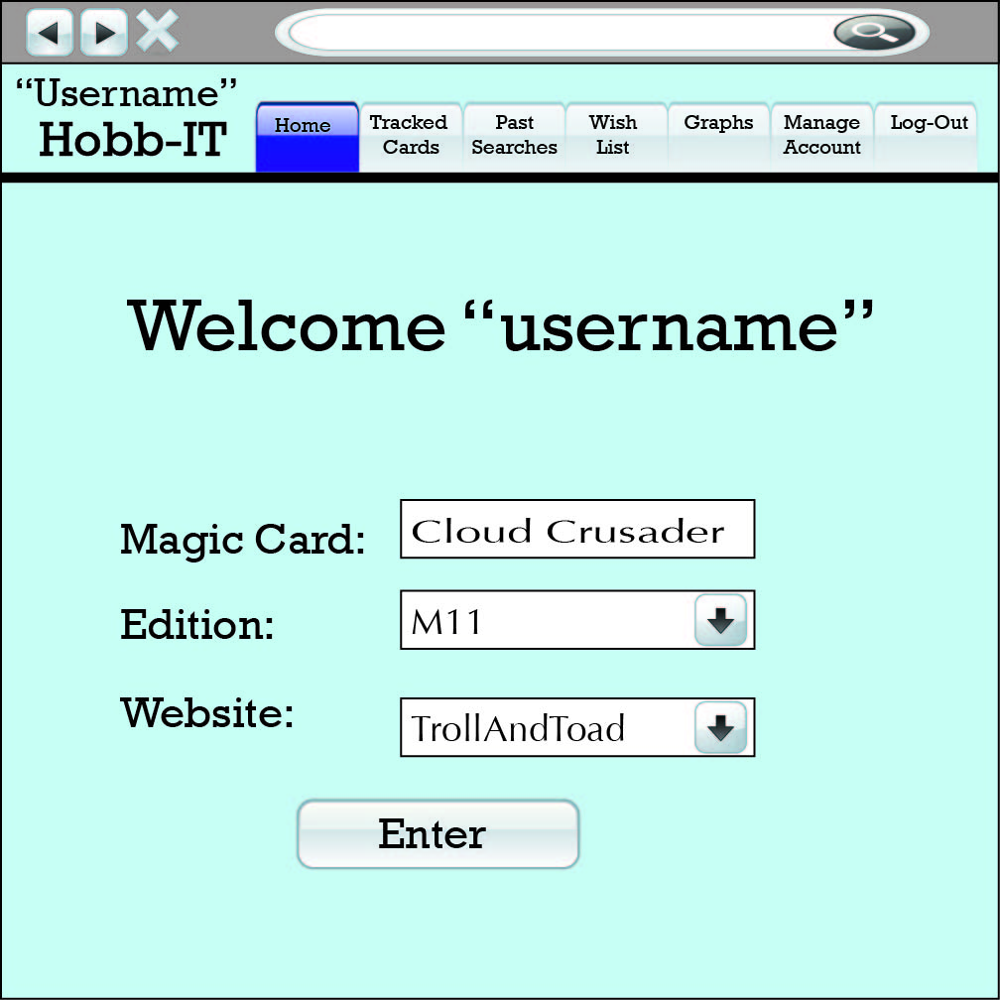 “Username”
Hobb-IT
Home
Tracked
Cards
Past
Searches
Wish
List
Graphs
Manage
Account
Log-Out
Welcome “username”
Magic Card: Cloud Crusader
Edition: M11
Website: TrollAndToad
Enter